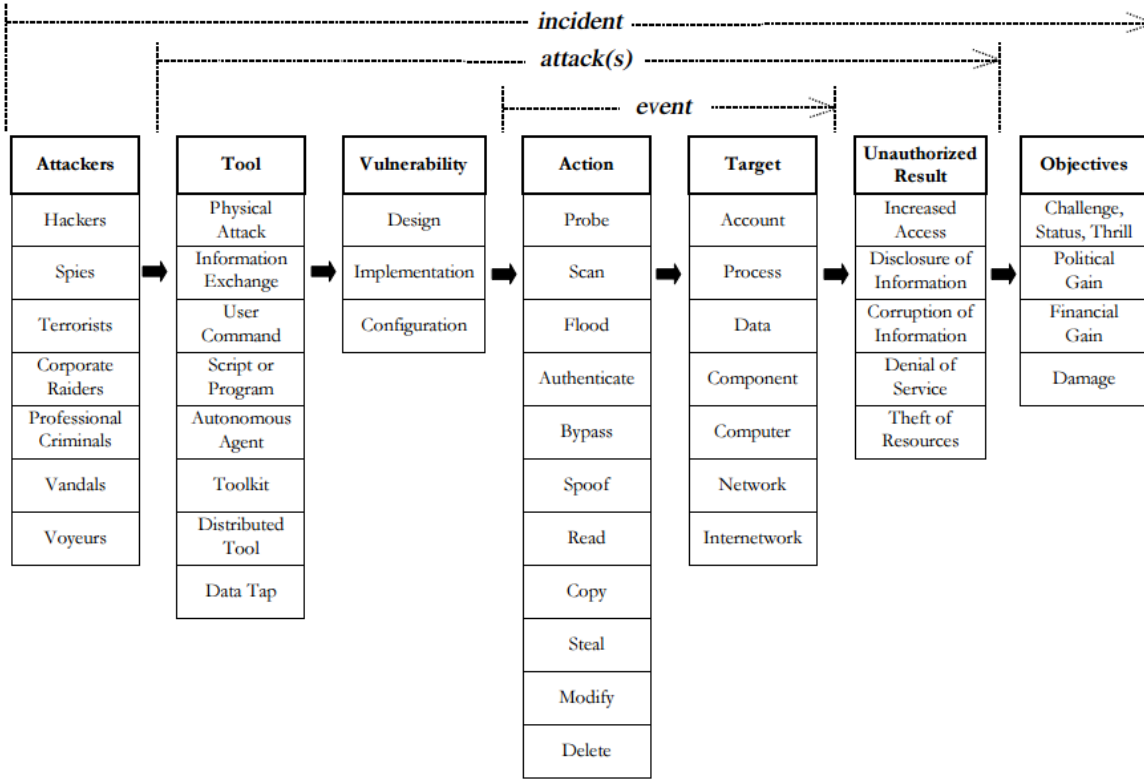 incident
attack(s)
event
Attackers
Hackers
Spies
Terrorists
Corporate
Raiders
Professional
Criminals
Vandals
Voyeurs
Tool
Physical
Attack
Information
Exchange
User
Command
Script or
Program
Autonomous
Agent
Toolkit
Distributed
Tool
Data Tap
Vulnerability
Design
Implementation
Configuration
Action
Probe
Scan
Flood
Authenticate
Bypass
Spoof
Read
Copy
Steal
Modify
Delete
Target
Account
Process
Data
Component
Computer
Network
Internetwork
Unauthorized
Result
Increased
Access
Disclosure of
Information
Corruption of
Information
Denial of
Service
Theft of
Resources
Objectives
Challenge,
Status, Thrill
Political
Gain
Financial
Gain
Damage